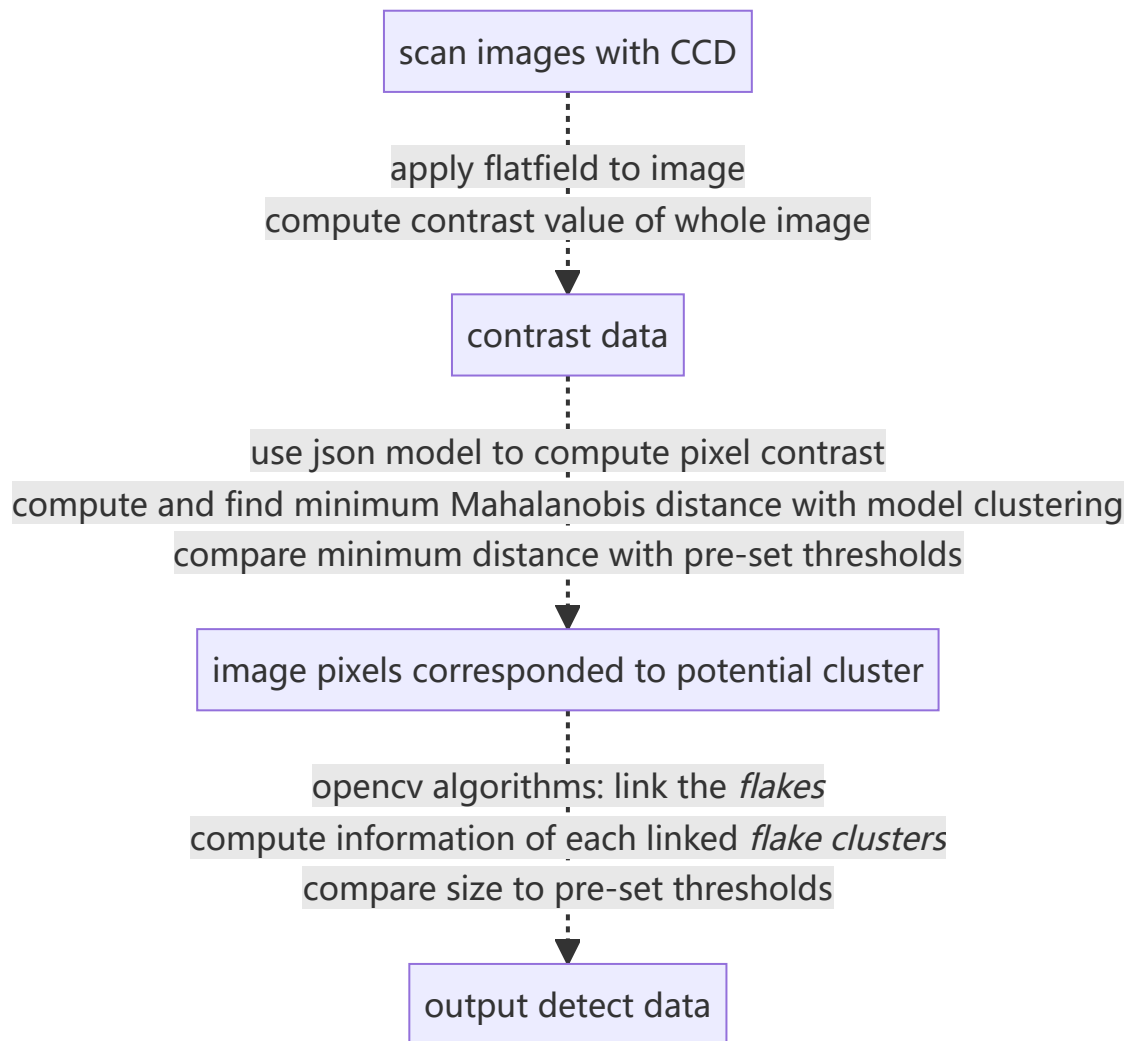 scan images with CCD
apply flatfield to image
compute contrast value of whole image
contrast data
use json model to compute pixel contrast
compute and find minimum Mahalanobis distance with model clustering
compare minimum distance with pre-set thresholds
image pixels corresponded to potential cluster
opencv algorithms: link the flakes
compute information of each linked flake clusters
compare size to pre-set thresholds
output detect data